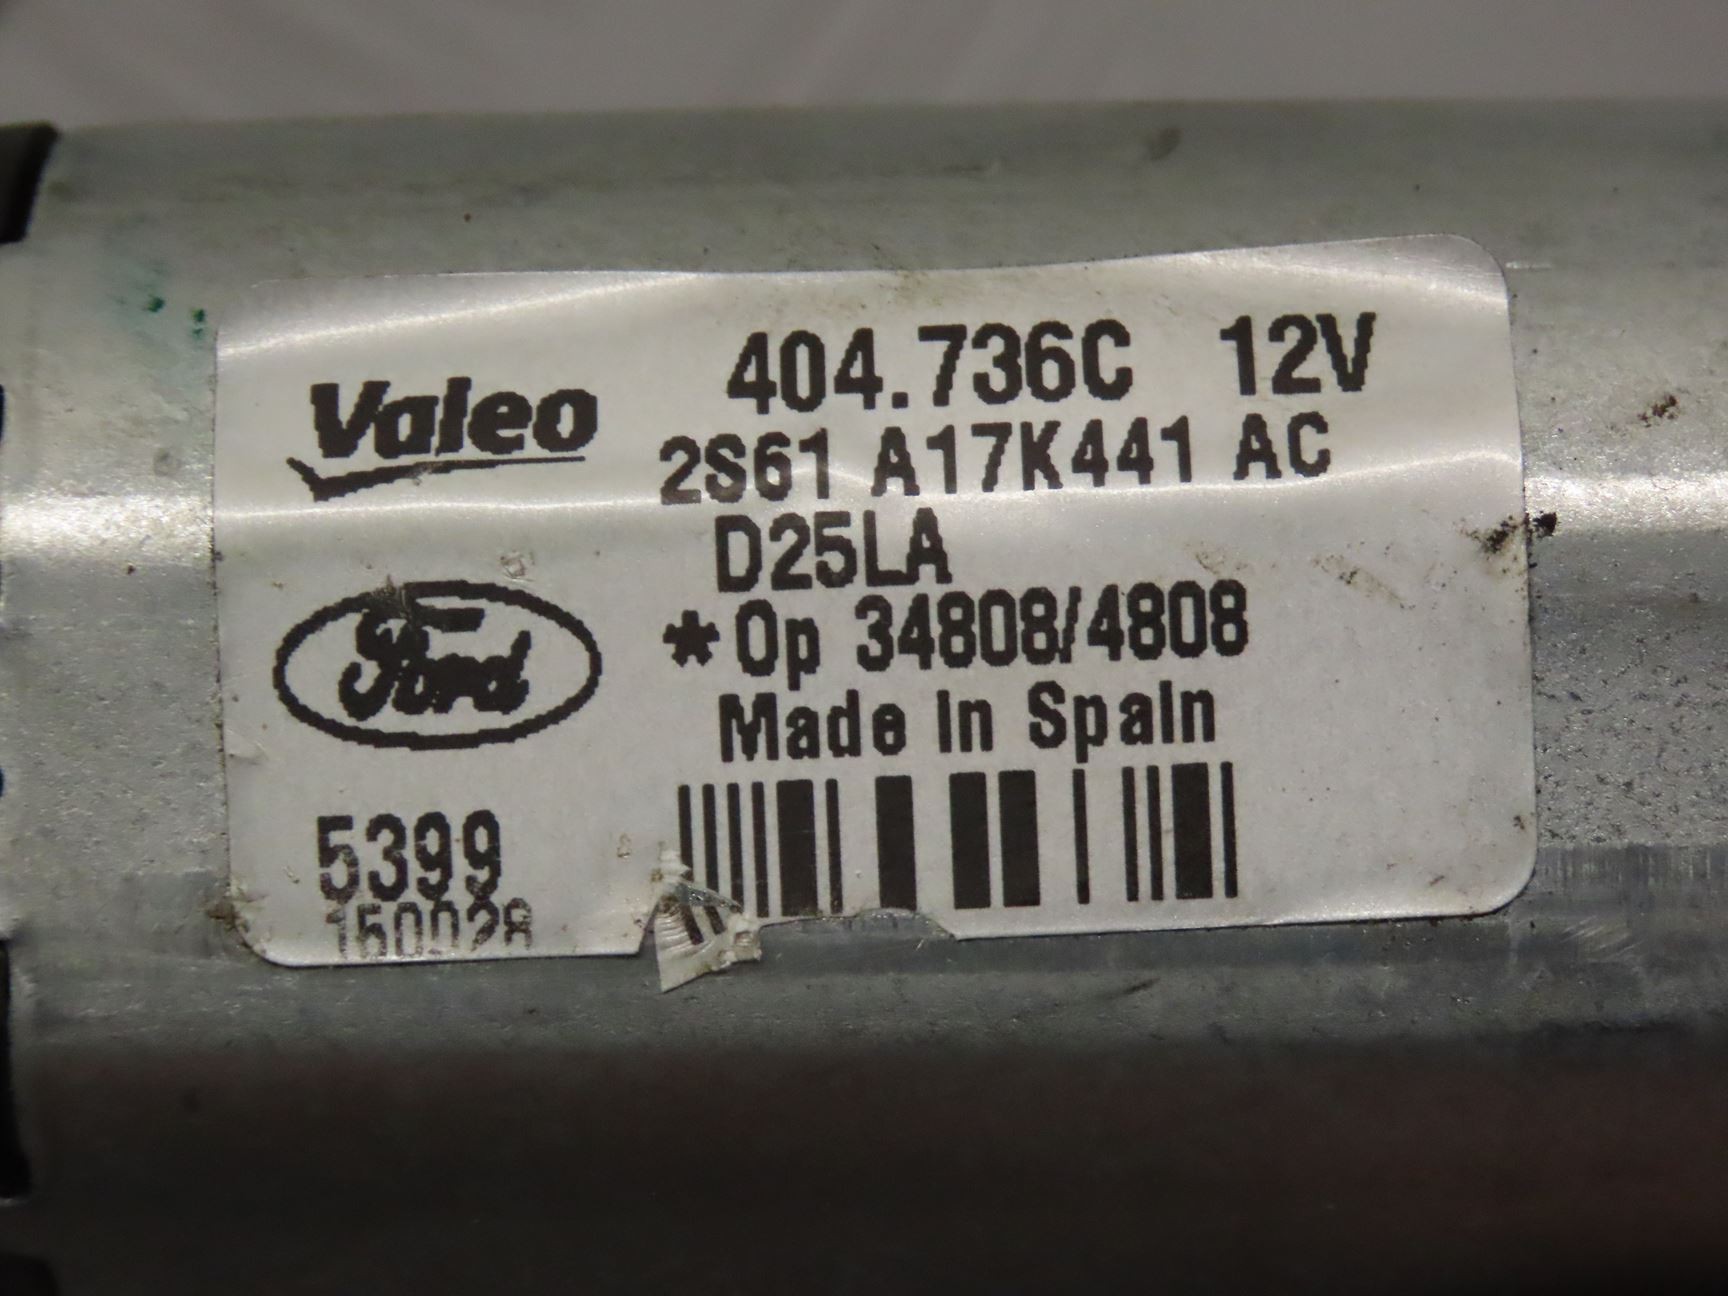 Valeo
404.736C 12V
2S61 A17K441 AC
D25LA
*Op 34808/4808
Made In Spain
Ford
5399